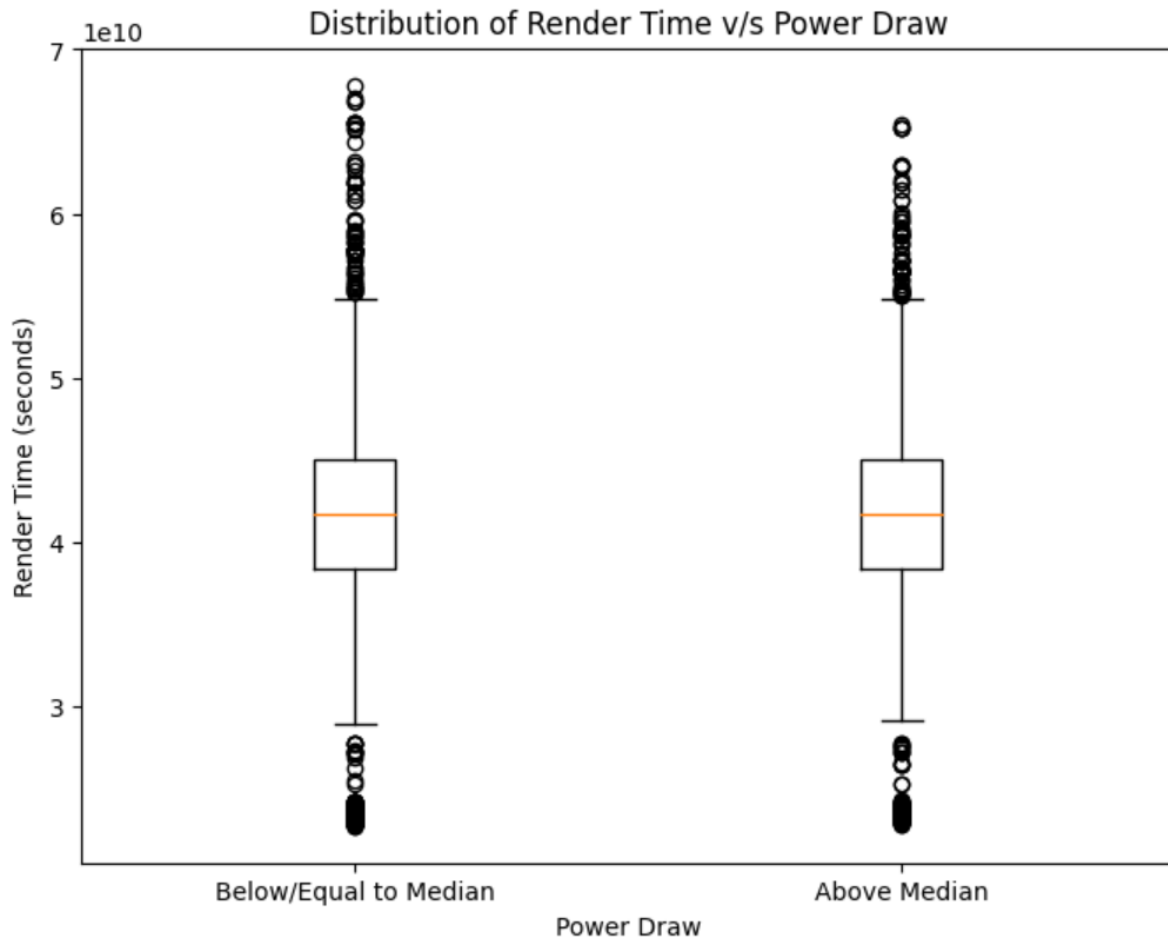 Distribution of Render Time v/s Power Draw
1e10
7
6
5
4
3
Render Time (seconds)
Below/Equal to Median
Above Median
Power Draw